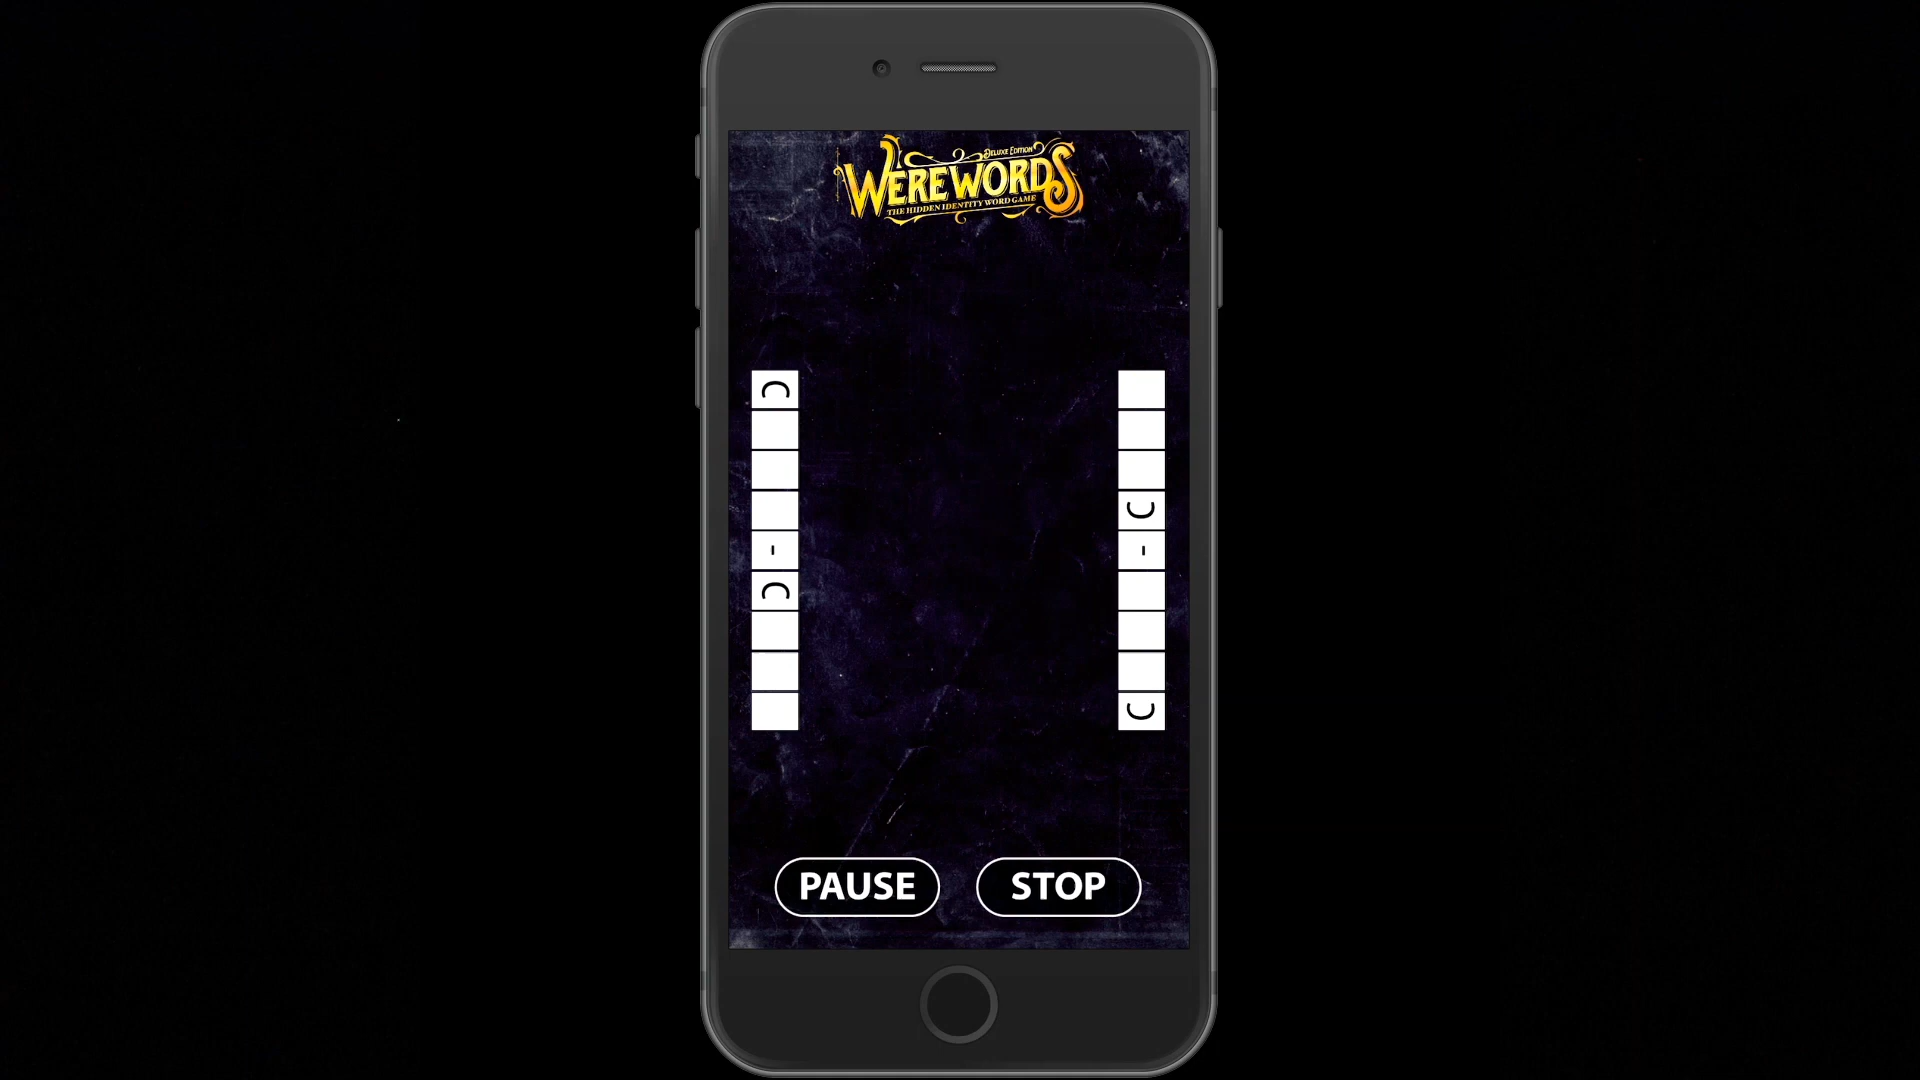 DELUXE EDITION
WEREWORDS
THE HIDDEN IDENTITY WORD GAME
C    -C
C    -C
PAUSE STOP